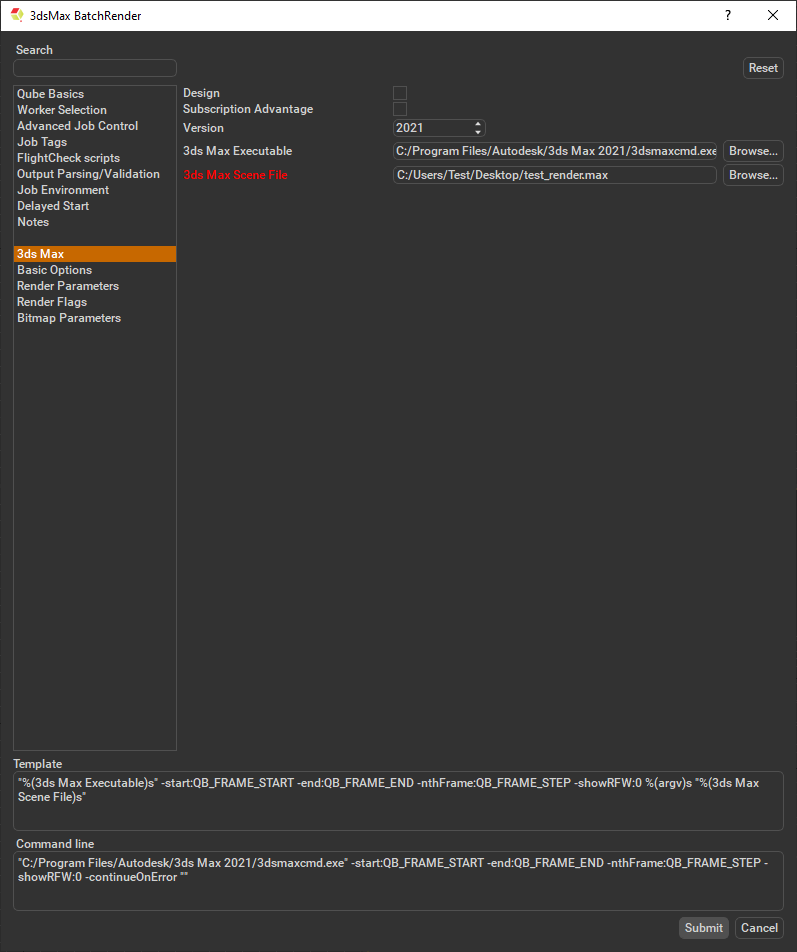 3dsMax BatchRender
?
Search
Reset
Qube Basics
Worker Selection
Advanced Job Control
Job Tags
FlightCheck scripts
Output Parsing/Validation
Job Environment
Delayed Start
Notes
3ds Max
Basic Options
Render Parameters
Render Flags
Bitmap Parameters
Design
Subscription Advantage
Version 2021
3ds Max Executable C:/Program Files/Autodesk/3ds Max 2021/3dsmaxcmd.exe Browse...
3ds Max Scene File C:/Users/Test/Desktop/test_render.max Browse...
Template
"%(3ds Max Executable)s" -start:QB_FRAME_START -end:QB_FRAME_END -nthFrame:QB_FRAME_STEP -showRFW:0 %(argv)s "%(3ds Max
Scene File)s"
Command line
"C:/Program Files/Autodesk/3ds Max 2021/3dsmaxcmd.exe" -start:QB_FRAME_START -end:QB_FRAME_END -nthFrame:QB_FRAME_STEP -
showRFW:0 -continueOnError ""
Submit Cancel